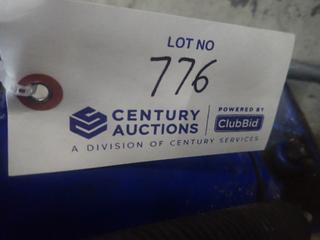 LOT NO
776
CENTURY
AUCTIONS
POWERED BY
ClubBid
A DIVISION OF CENTURY SERVICES